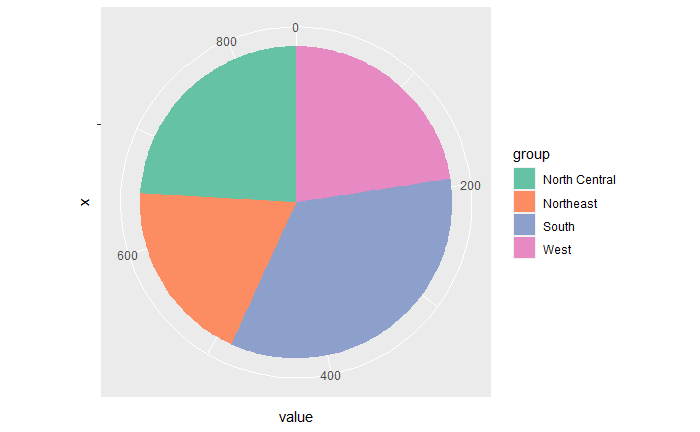 0
800
200
600
400
x
value
group
North Central
Northeast
South
West